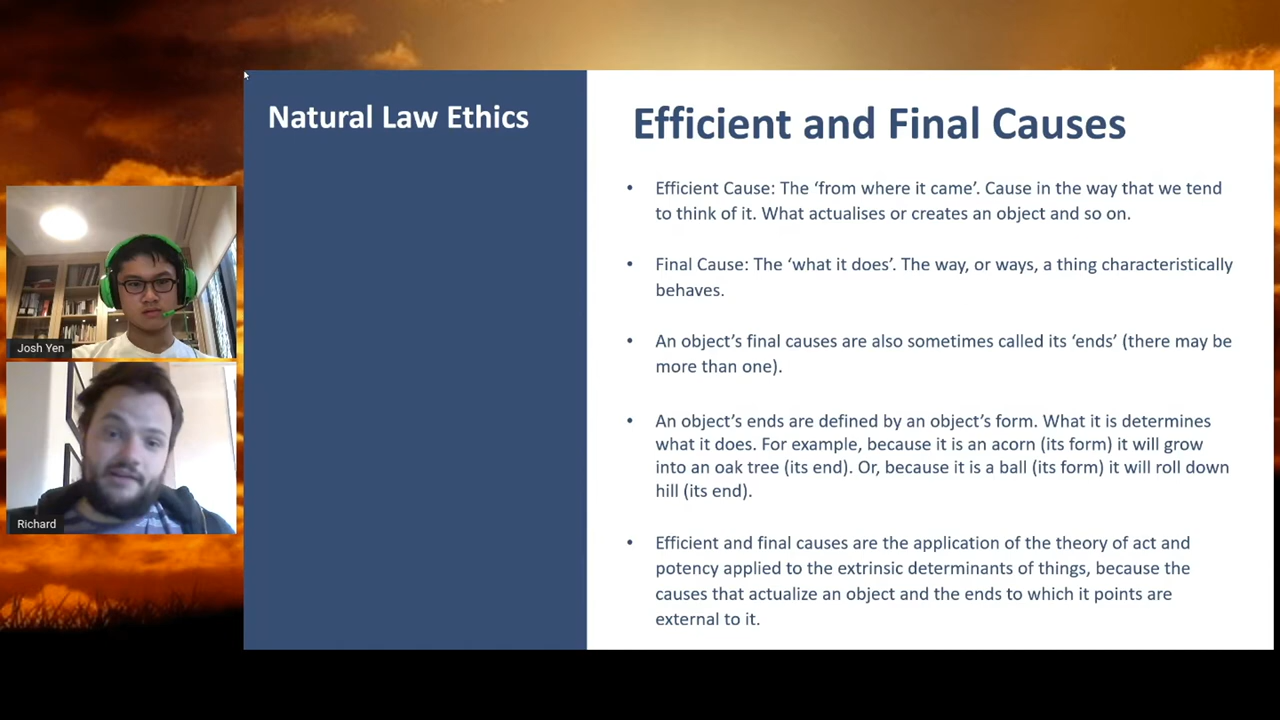 Natural Law Ethics
Efficient and Final Causes
• Efficient Cause: The ‘from where it came’. Cause in the way that we tend
to think of it. What actualises or creates an object and so on.
• Final Cause: The ‘what it does’. The way, or ways, a thing characteristically
behaves.
• An object’s final causes are also sometimes called its ‘ends’ (there may be
more than one).
• An object’s ends are defined by an object’s form. What it is determines
what it does. For example, because it is an acorn (its form) it will grow
into an oak tree (its end). Or, because it is a ball (its form) it will roll down
hill (its end).
• Efficient and final causes are the application of the theory of act and
potency applied to the extrinsic determinants of things, because the
causes that actualize an object and the ends to which it points are
external to it.
Josh Yen
Richard